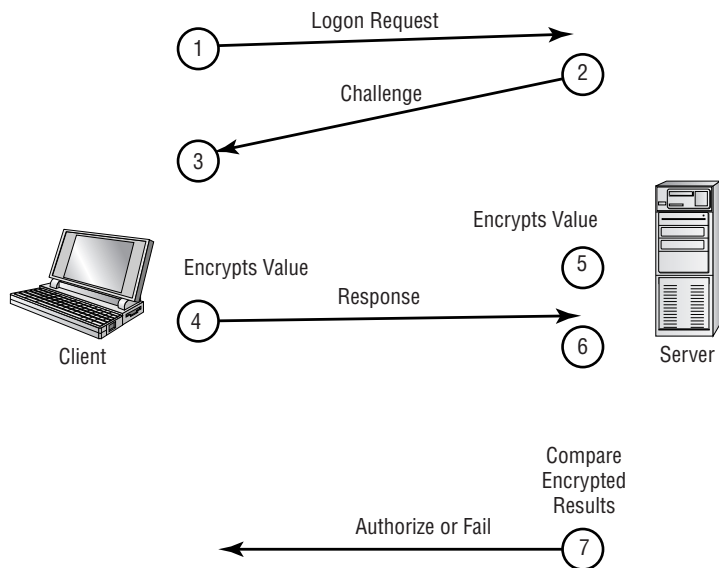 Logon Request
1
2
Challenge
3
Encrypts Value
5
Encrypts Value
Response
4
6
Client
Server
Compare
Encrypted
Results
Authorize or Fail
7